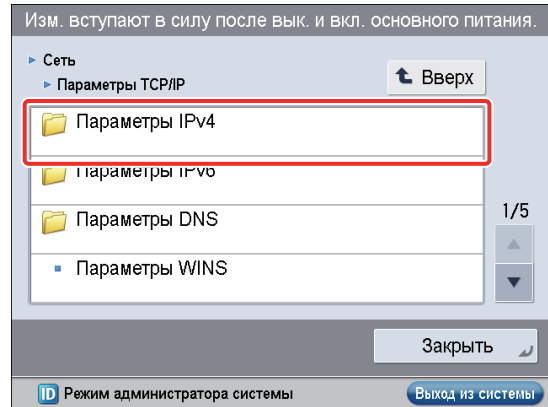 Изм. вступают в силу после вык. и вкл. основного питания.
Сеть
Параметры TCP/IP
Вверх
Параметры IPv4
Параметры IPv6
Параметры DNS
1/5
Параметры WINS
Закрыть
ID Режим администратора системы
Выход из системы